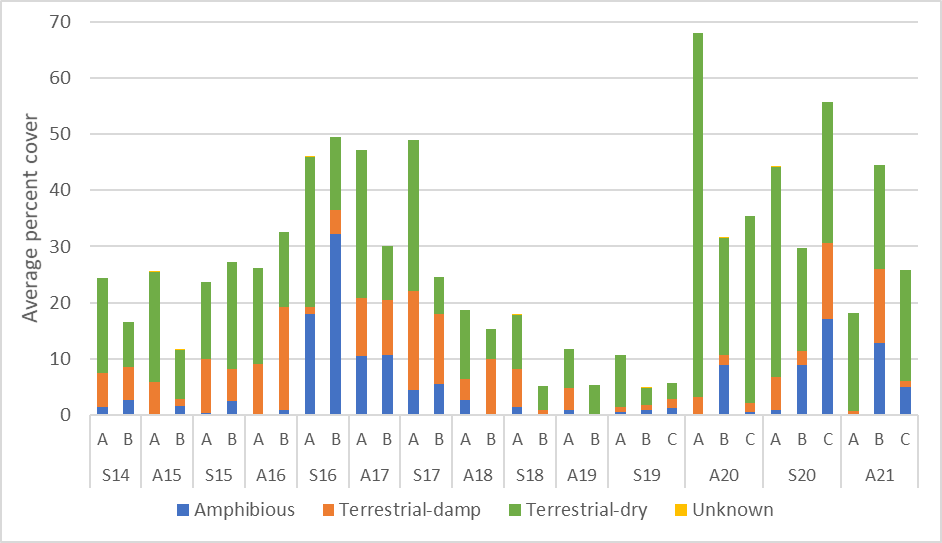 70
60
50
40
30
20
10
0
Average percent cover
A B A B A B A B A B A B A B A B A B A B A B C A B C A B C A B C
S14 A15 S15 A16 S16 A17 S17 A18 S18 A19 S19 A20 S20 A21
Amphibious Terrestrial-damp Terrestrial-dry Unknown